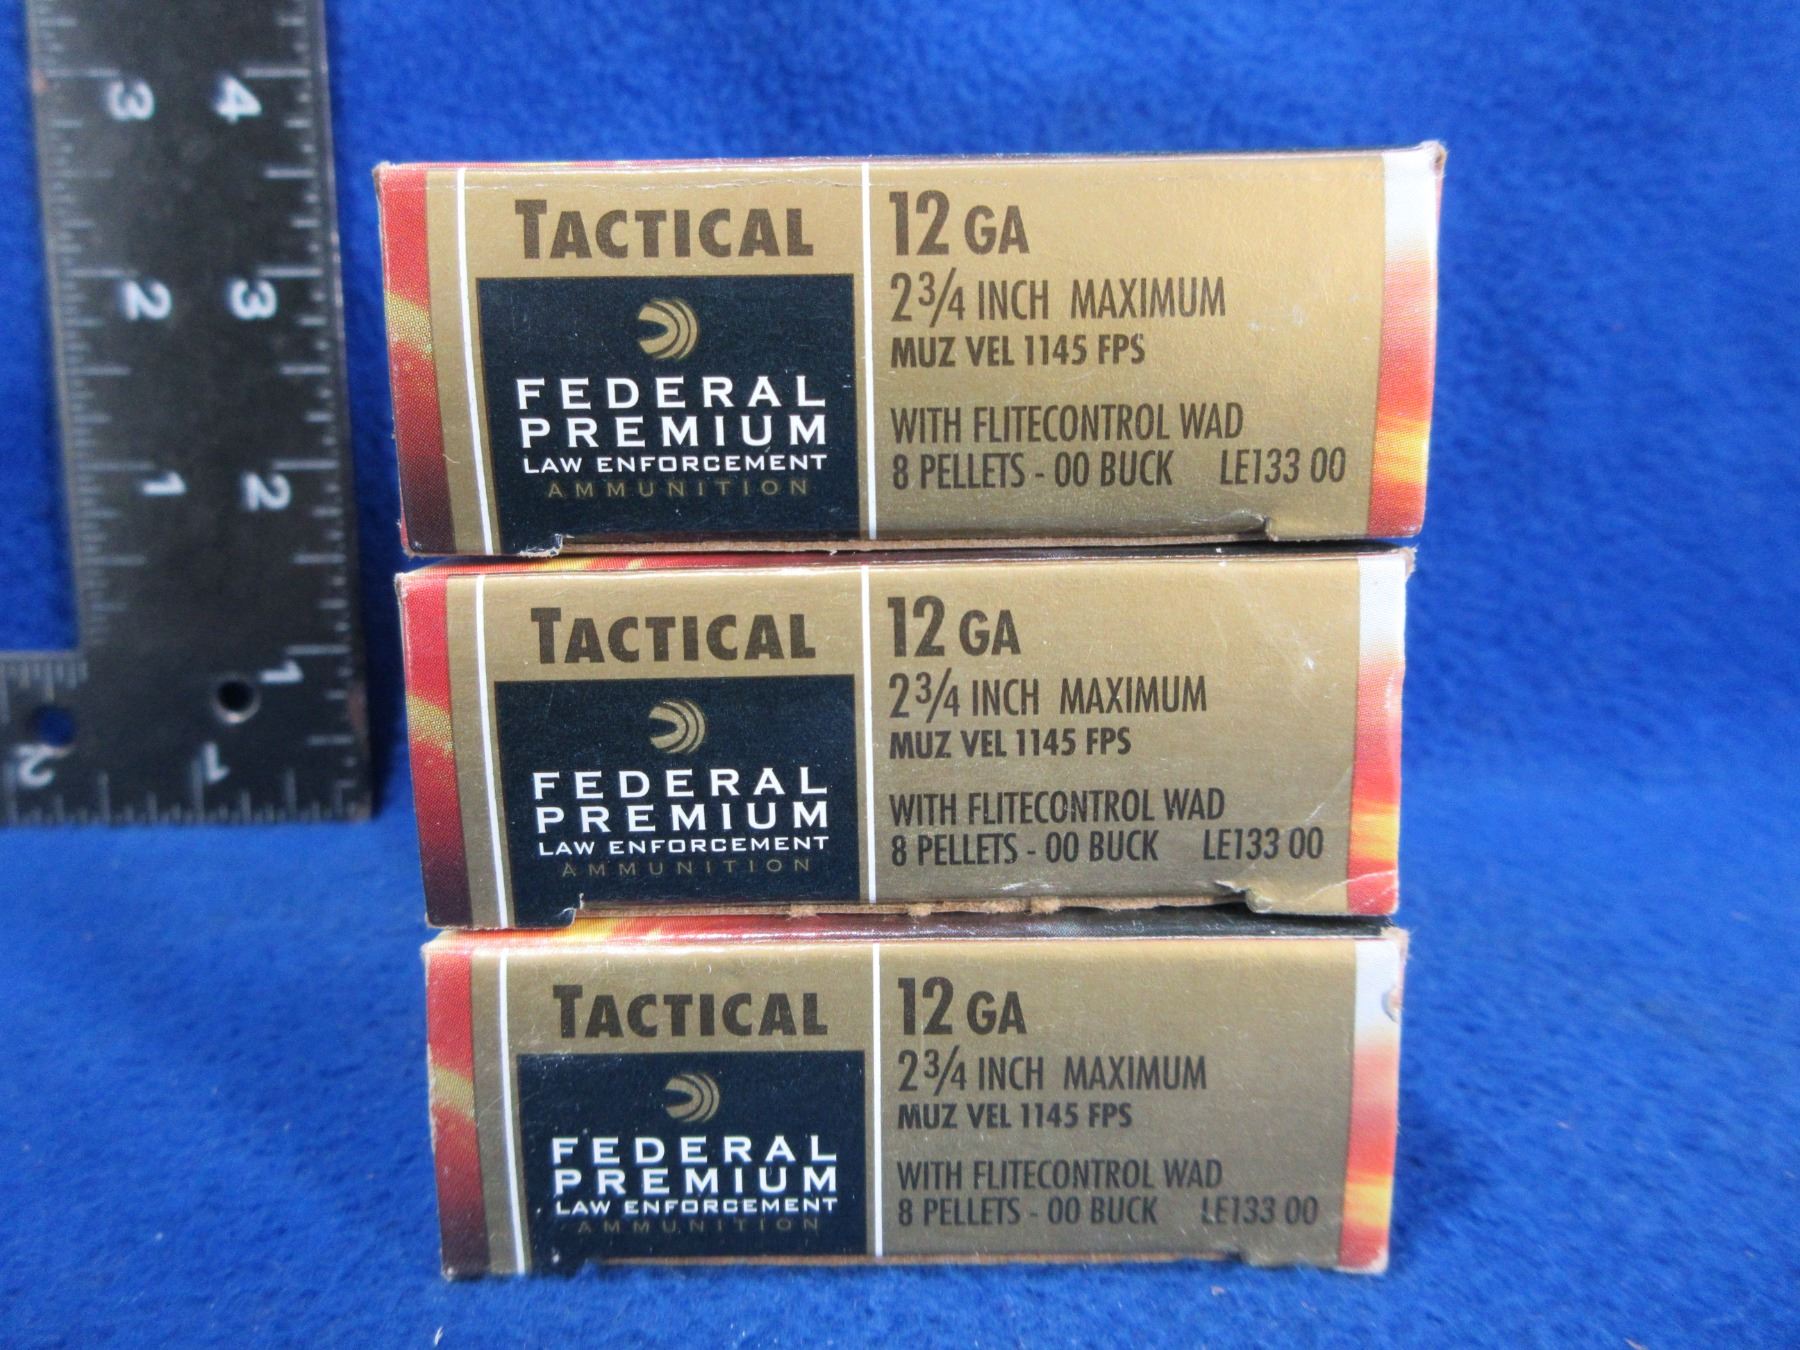 3 4
2 3
1 2
1
2 1
TACTICAL
FEDERAL
PREMIUM
LAW ENFORCEMENT
AMMUNITION
12 GA
2 3/4 INCH MAXIMUM
MUZ VEL 1145 FPS
WITH FLITECONTROL WAD
8 PELLETS - 00 BUCK LE133 00
TACTICAL
FEDERAL
PREMIUM
LAW ENFORCEMENT
AMMUNITION
12 GA
2 3/4 INCH MAXIMUM
MUZ VEL 1145 FPS
WITH FLITECONTROL WAD
8 PELLETS - 00 BUCK LE133 00
TACTICAL
FEDERAL
PREMIUM
LAW ENFORCEMENT
AMMUNITION
12 GA
2 3/4 INCH MAXIMUM
MUZ VEL 1145 FPS
WITH FLITECONTROL WAD
8 PELLETS - 00 BUCK LE133 00